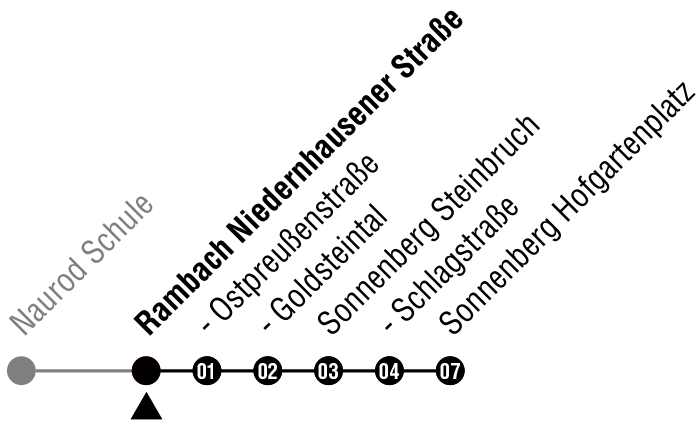 Naurod Schule
Rambach Niedernhausener Straße
- Ostpreußenstraße
- Goldsteintal
Sonnenberg Steinbruch
- Schlagstraße
Sonnenberg Hofgartenplatz
01 02 03 04 07